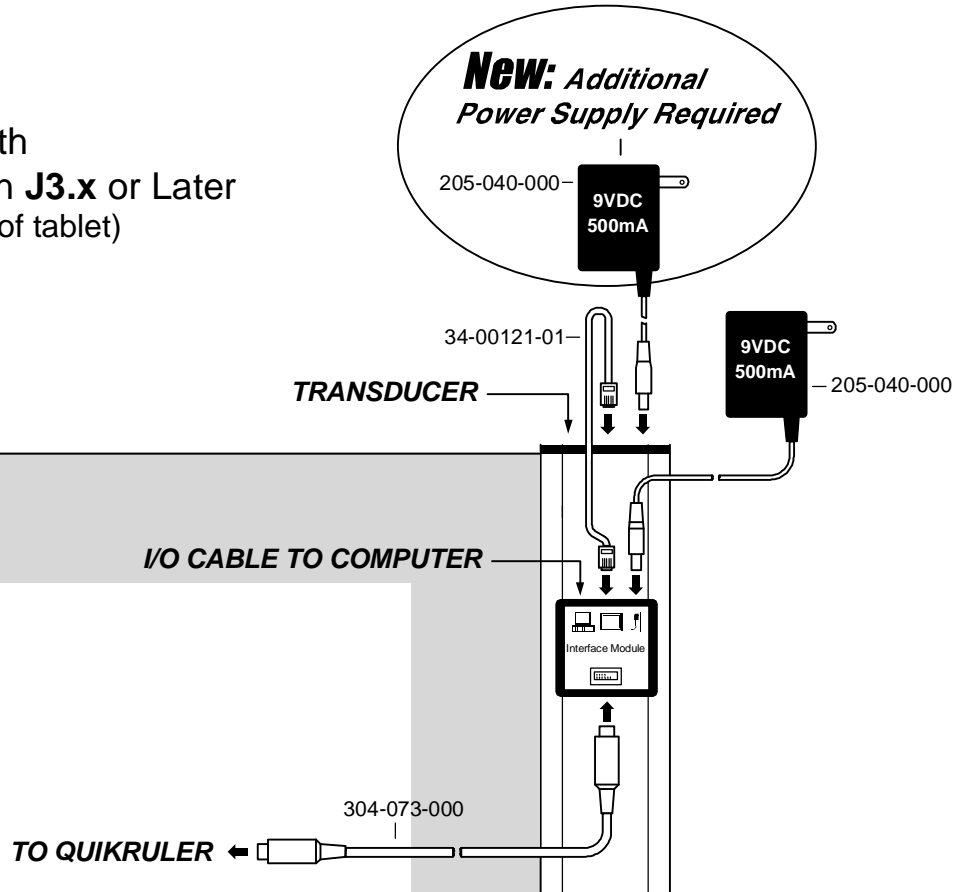 New: Additional
Power Supply Required
th
n J3.x or Later
of tablet)
205-040-000
9VDC
500mA
34-00121-01
9VDC
500mA
205-040-000
TRANSDUCER
I/O CABLE TO COMPUTER
Interface Module
304-073-000
TO QUIKRULER